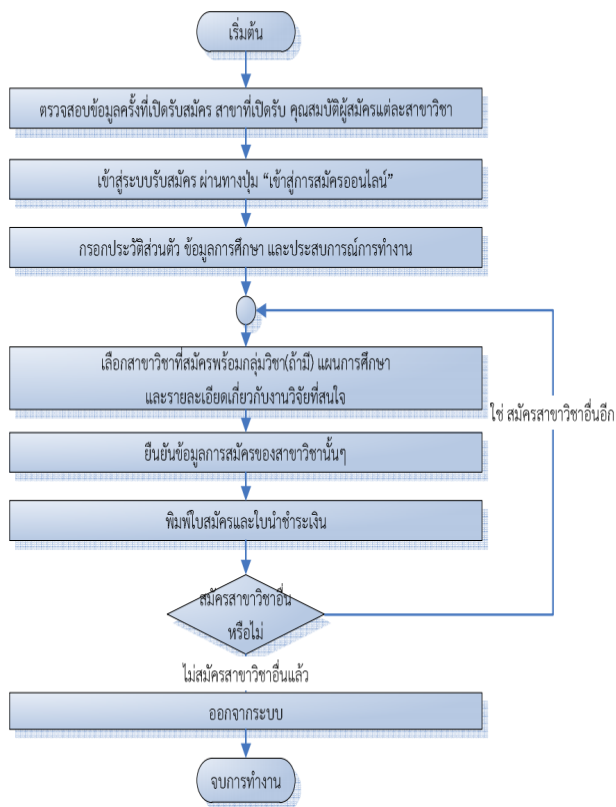 เริ่มต้น
ตรวจสอบข้อมูลครั้งที่เปิดรับสมัคร สาขาที่เปิดรับ คุณสมบัติผู้สมัครแต่ละสาขาวิชา
เข้าสู่ระบบรับสมัคร ผ่านทางปุ่ม “เข้าสู่การสมัครออนไลน์”
กรอกประวัติส่วนตัว ข้อมูลการศึกษา และประสบการณ์การทำงาน
เลือกสาขาวิชาที่สมัครพร้อมกลุ่มวิชา(ถ้ามี) แผนการศึกษา
และรายละเอียดเกี่ยวกับงานวิจัยที่สนใจ
ใช่ สมัครสาขาวิชาอื่นอีก
ยืนยันข้อมูลการสมัครของสาขาวิชานั้นๆ
พิมพ์ใบสมัครและใบนำชำระเงิน
สมัครสาขาวิชาอื่น
หรือไม่
ไม่สมัครสาขาวิชาอื่นแล้ว
ออกจากระบบ
จบการทำงาน